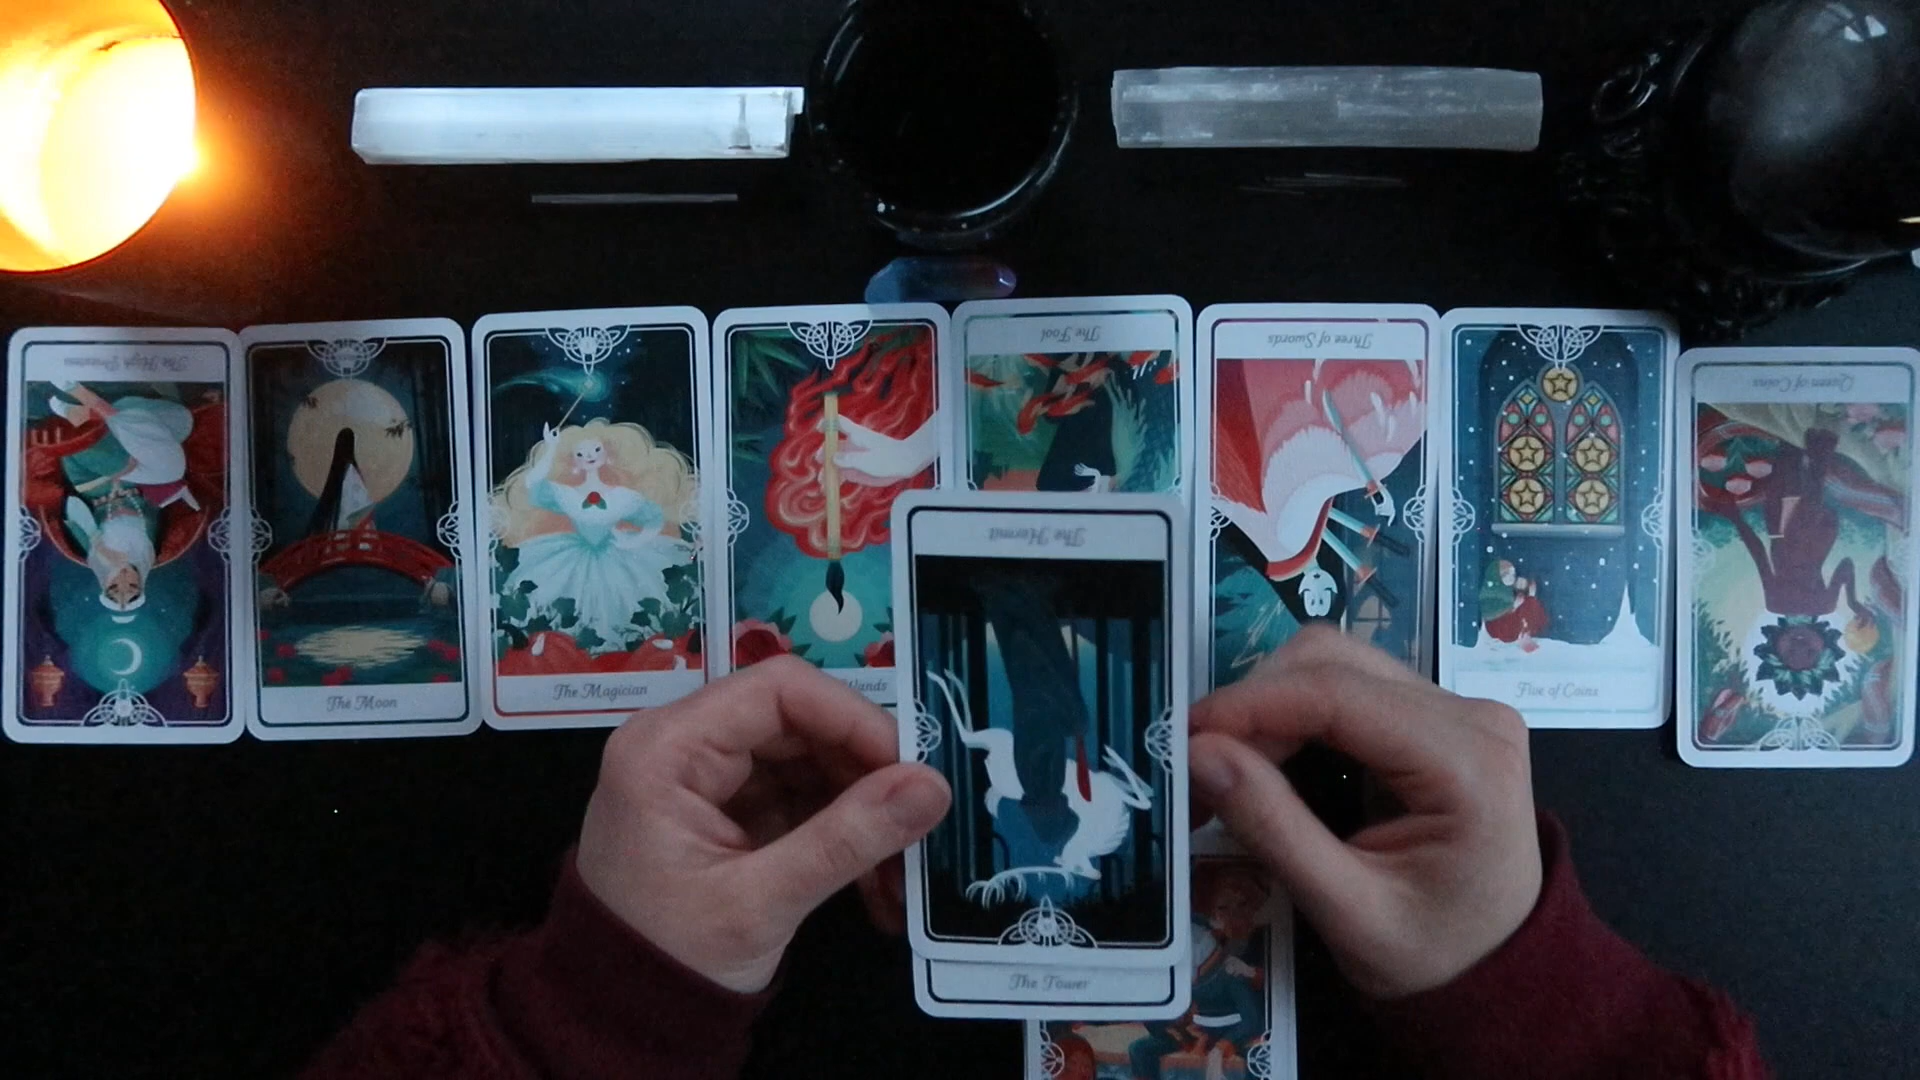 The High Priestess
The Moon
The Magician
Wands
The Fool
Three of Swords
Five of Coins
Queen of Coins
The Hermit
The Tower